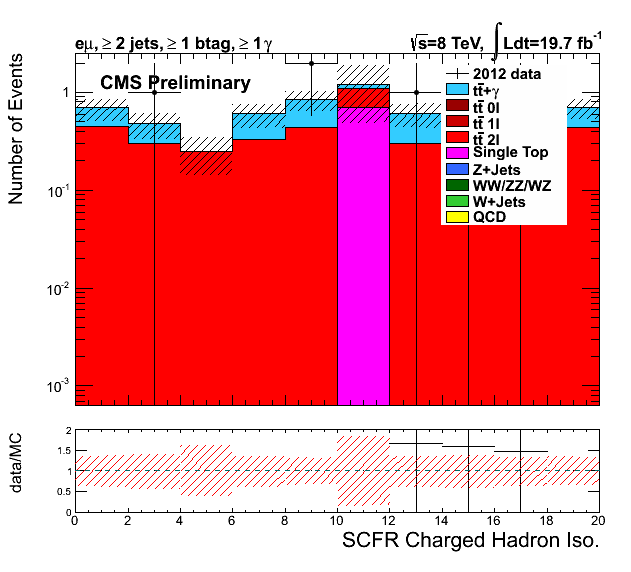 eμ, ≥ 2 jets, ≥ 1 btag, ≥ 1γ
√s=8 TeV, ∫ Ldt=19.7 fb⁻¹
CMS Preliminary
Number of Events
1
10⁻¹
10⁻²
10⁻³
2012 data
tt̄+γ
tt̄ 0l
tt̄ 1l
tt̄ 2l
Single Top
Z+Jets
WW/ZZ/WZ
W+Jets
QCD
data/MC
2
1.5
1
0.5
0
0 2 4 6 8 10 12 14 16 18 20
SCFR Charged Hadron Iso.